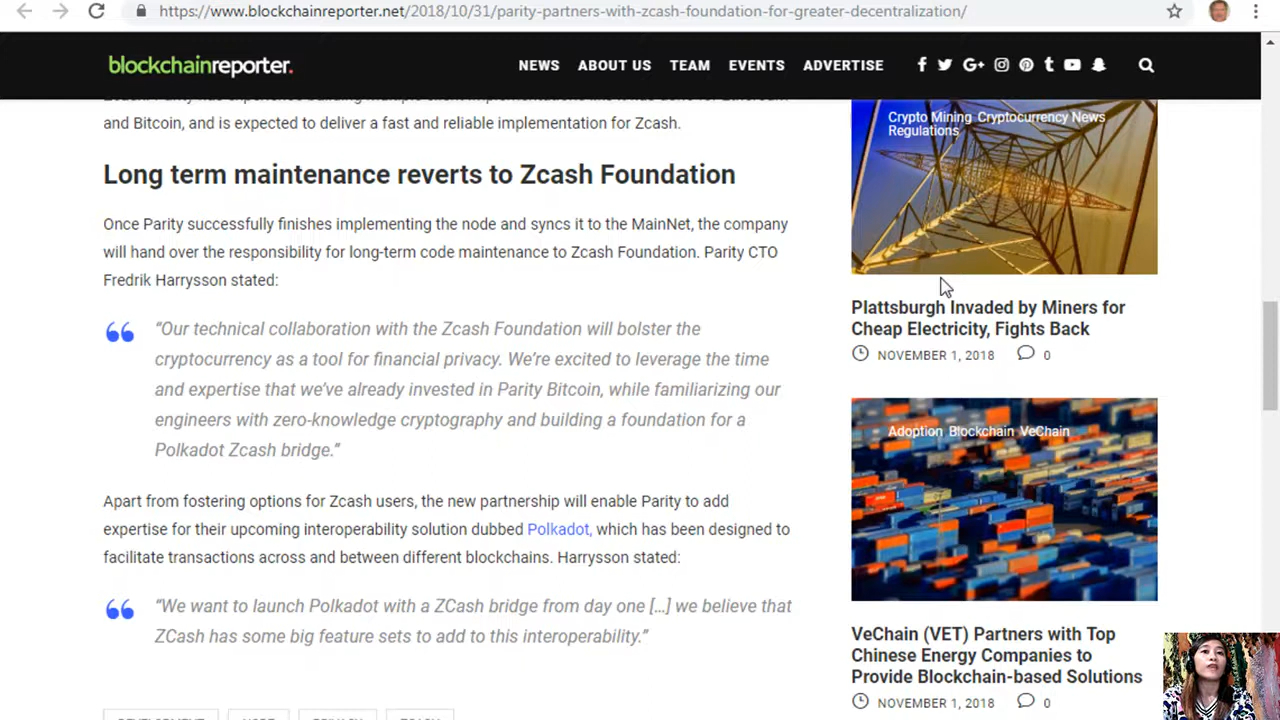 https://www.blockchainreporter.net/2018/10/31/parity-partners-with-zcash-foundation-for-greater-decentralization/
blockchainreporter.
NEWS ABOUT US TEAM EVENTS ADVERTISE
and Bitcoin, and is expected to deliver a fast and reliable implementation for Zcash.
Long term maintenance reverts to Zcash Foundation
Once Parity successfully finishes implementing the node and syncs it to the MainNet, the company
will hand over the responsibility for long-term code maintenance to Zcash Foundation. Parity CTO
Fredrik Harrysson stated:
“Our technical collaboration with the Zcash Foundation will bolster the
cryptocurrency as a tool for financial privacy. We’re excited to leverage the time
and expertise that we’ve already invested in Parity Bitcoin, while familiarizing our
engineers with zero-knowledge cryptography and building a foundation for a
Polkadot Zcash bridge.”
Apart from fostering options for Zcash users, the new partnership will enable Parity to add
expertise for their upcoming interoperability solution dubbed Polkadot, which has been designed to
facilitate transactions across and between different blockchains. Harrysson stated:
“We want to launch Polkadot with a ZCash bridge from day one […] we believe that
ZCash has some big feature sets to add to this interoperability.”
Crypto Mining Cryptocurrency News
Regulations
Plattsburgh Invaded by Miners for
Cheap Electricity, Fights Back
NOVEMBER 1, 2018 0
Adoption Blockchain VeChain
VeChain (VET) Partners with Top
Chinese Energy Companies to
Provide Blockchain-based Solutions
NOVEMBER 1, 2018 0